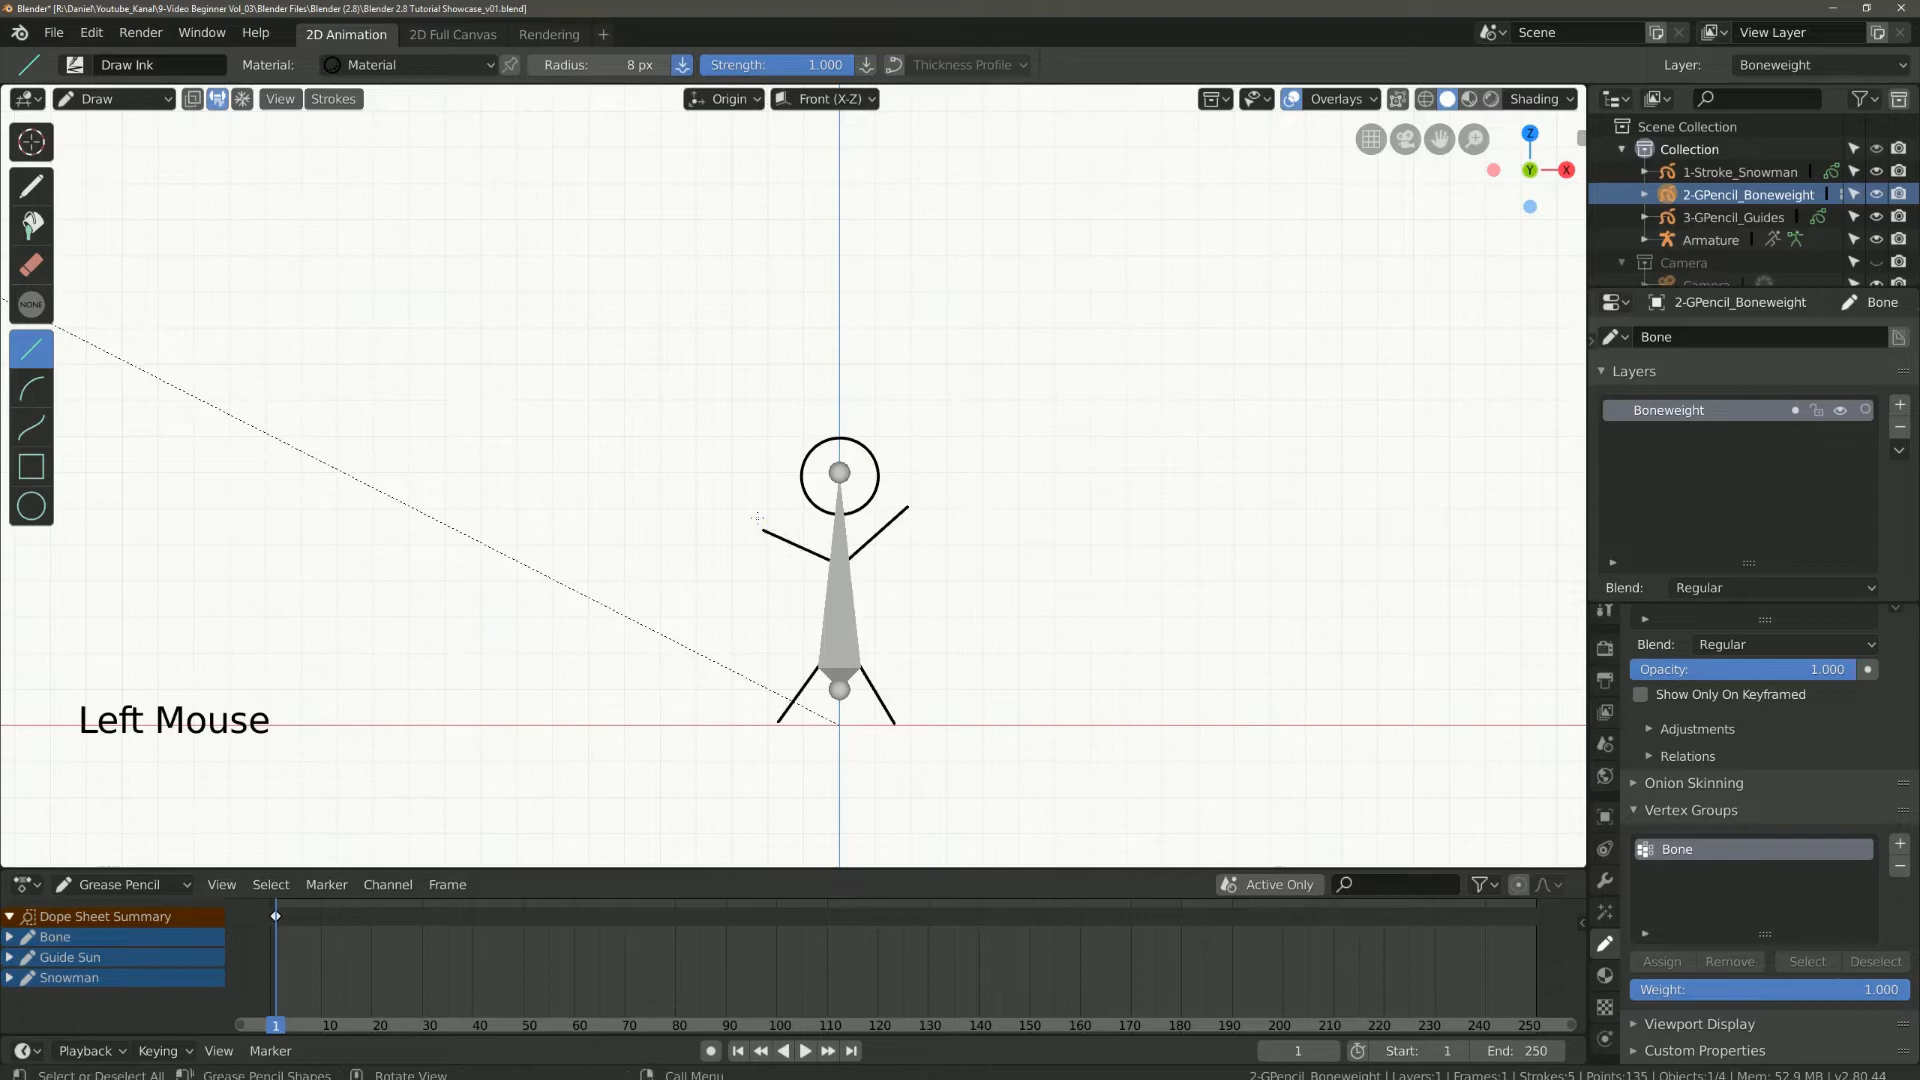 Blender* [R:\Daniel\Youtube_Kanal\9-Video Beginner Vol_03\Blender Files\Blender (2.8)\Blender 2.8 Tutorial Showcase_v01.blend]
File Edit Render Window Help 2D Animation 2D Full Canvas Rendering + Scene View Layer
Draw Ink Material: Material Radius: 8 px Strength: 1.000 Thickness Profile Layer: Boneweight
Draw View Strokes Origin Front (X-Z) Overlays Shading
Scene Collection
Z
Collection
Y X
1-Stroke_Snowman
2-GPencil_Boneweight
3-GPencil_Guides
Armature
Camera
Camera
NONE
2-GPencil_Boneweight Bone
Bone
Layers
Boneweight
Blend: Regular
Blend: Regular
Opacity: 1.000
Show Only On Keyframed
Left Mouse
Adjustments
Relations
Onion Skinning
Vertex Groups
Bone
Grease Pencil View Select Marker Channel Frame Active Only
Dope Sheet Summary
Bone
Guide Sun
Snowman
Assign Remove Select Deselect
Weight: 1.000
1 10 20 30 40 50 60 70 80 90 100 110 120 130 140 150 160 170 180 190 200 210 220 230 240 250
Viewport Display
Playback Keying View Marker 1 Start: 1 End: 250
Custom Properties
Select or Deselect All Grease Pencil Shapes Rotate View Call Menu 2-GPencil_Boneweight | Layers:1 | Frames:1 | Strokes:5 | Points:135 | Objects:1/4 | Mem: 52.9 MB | v2.80.44